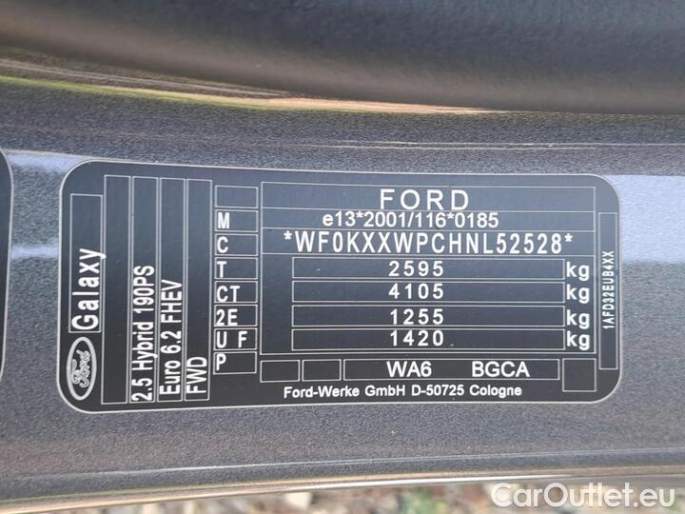 FORD
M e13*2001/116*0185
C *WF0KXXWPCHNL52528*
T 2595 kg
CT 4105 kg
2E 1255 kg
U F 1420 kg
P WA6 BGCA
Ford-Werke GmbH D-50725 Cologne
Ford
Galaxy
2.5 Hybrid 190PS
Euro 6.2 FHEV
FWD
1AFD32EUB4XX
CarOutlet.eu